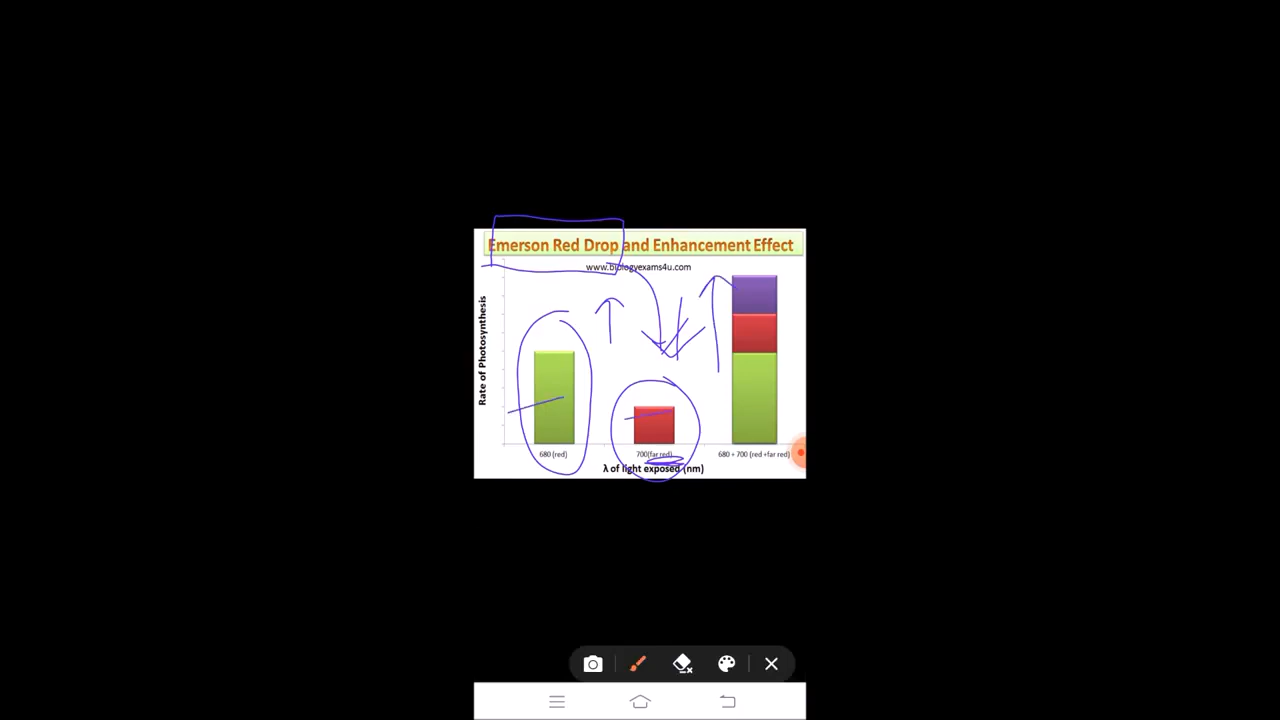 Emerson Red Drop and Enhancement Effect
www.biologyexams4u.com
Rate of Photosynthesis
680 (red)
700(far red)
680 + 700 (red +far red)
λ of light exposed (nm)